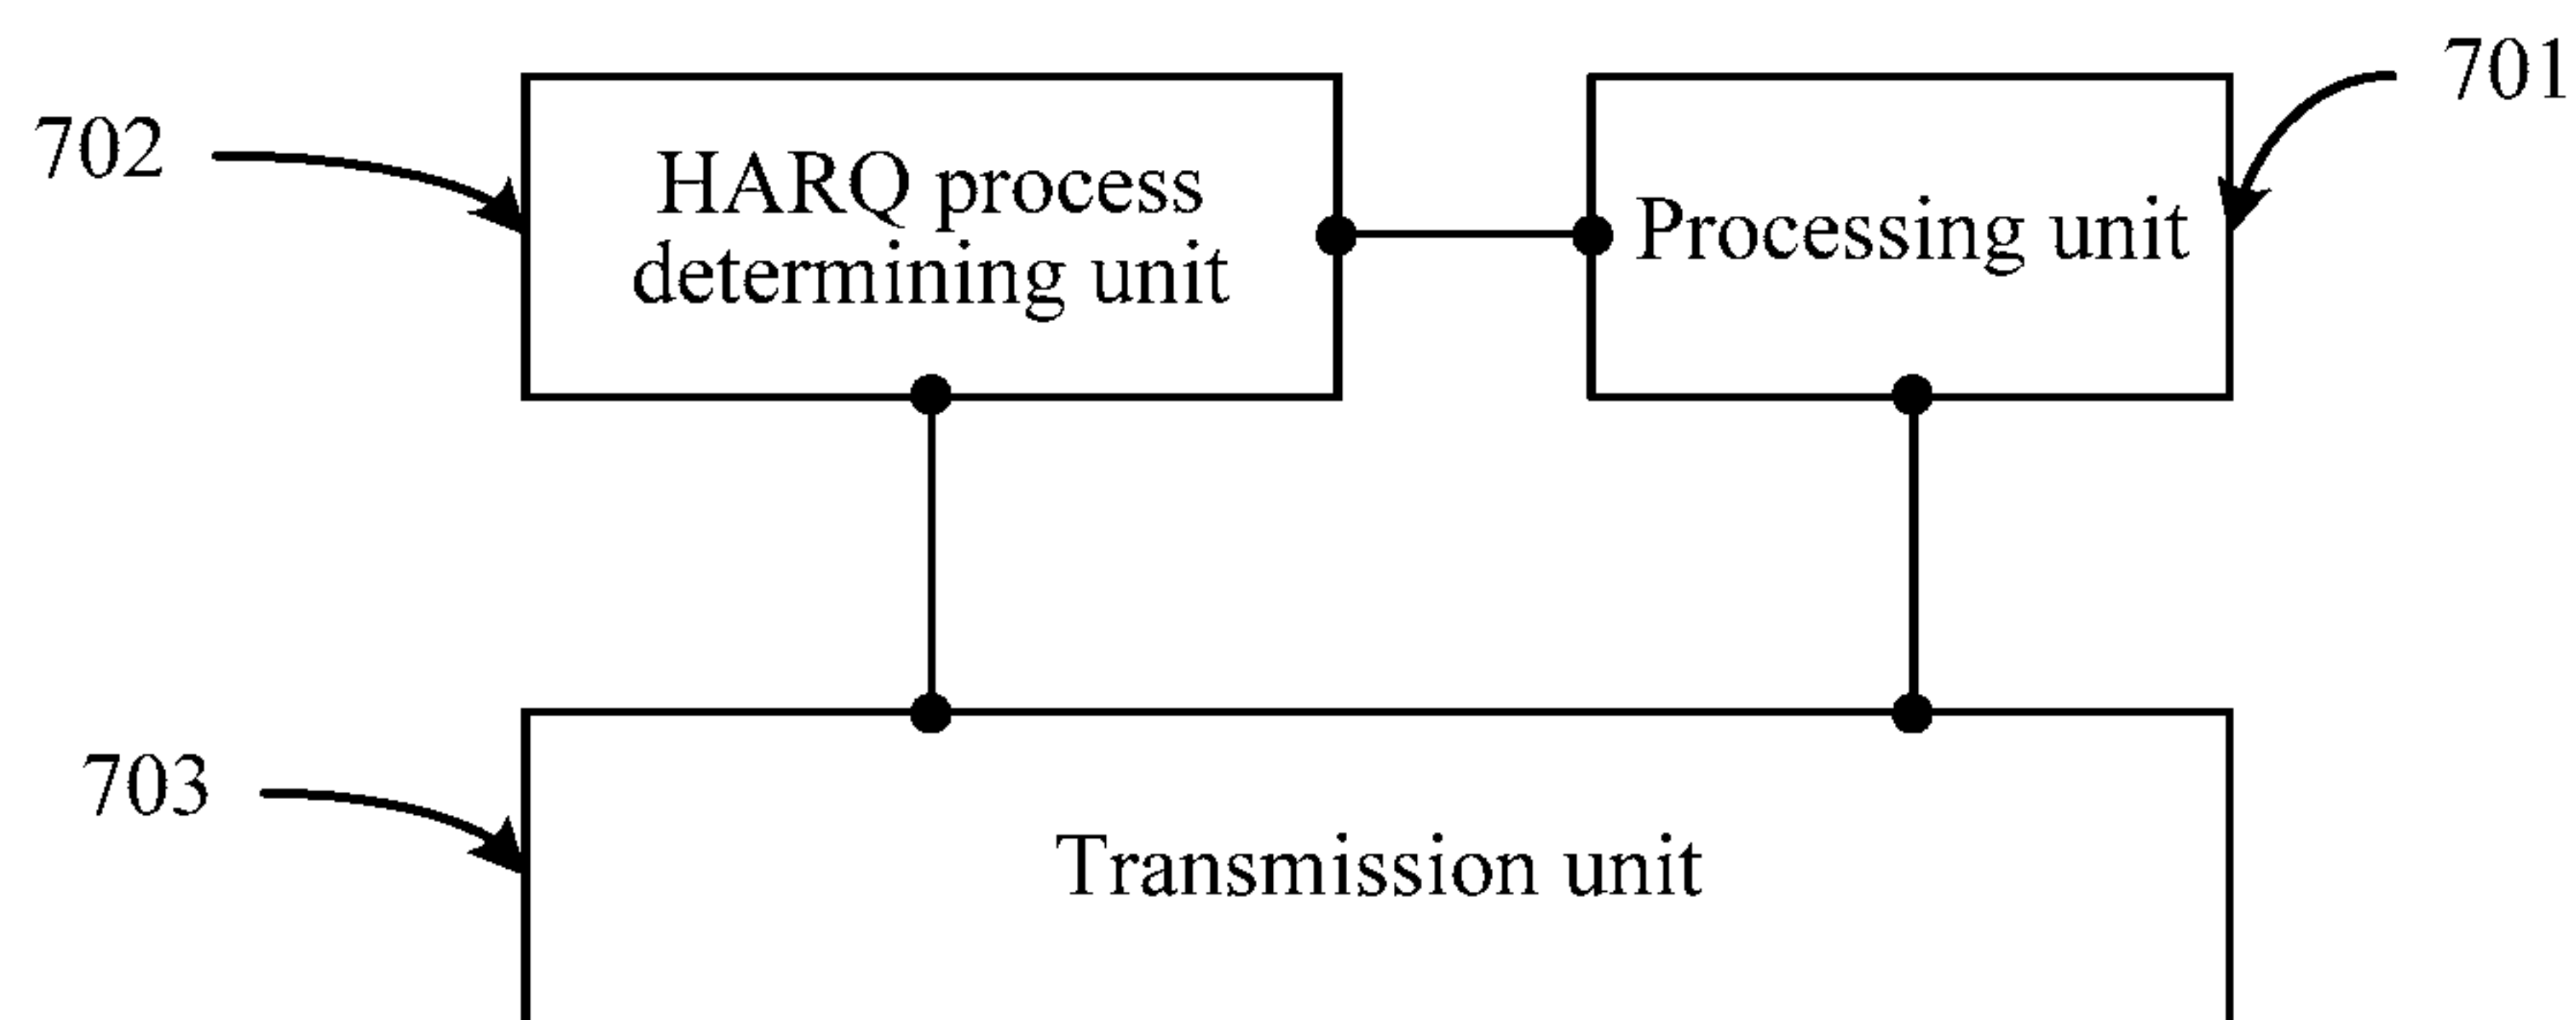 701
702
HARQ process
determining unit
Processing unit
703
Transmission unit